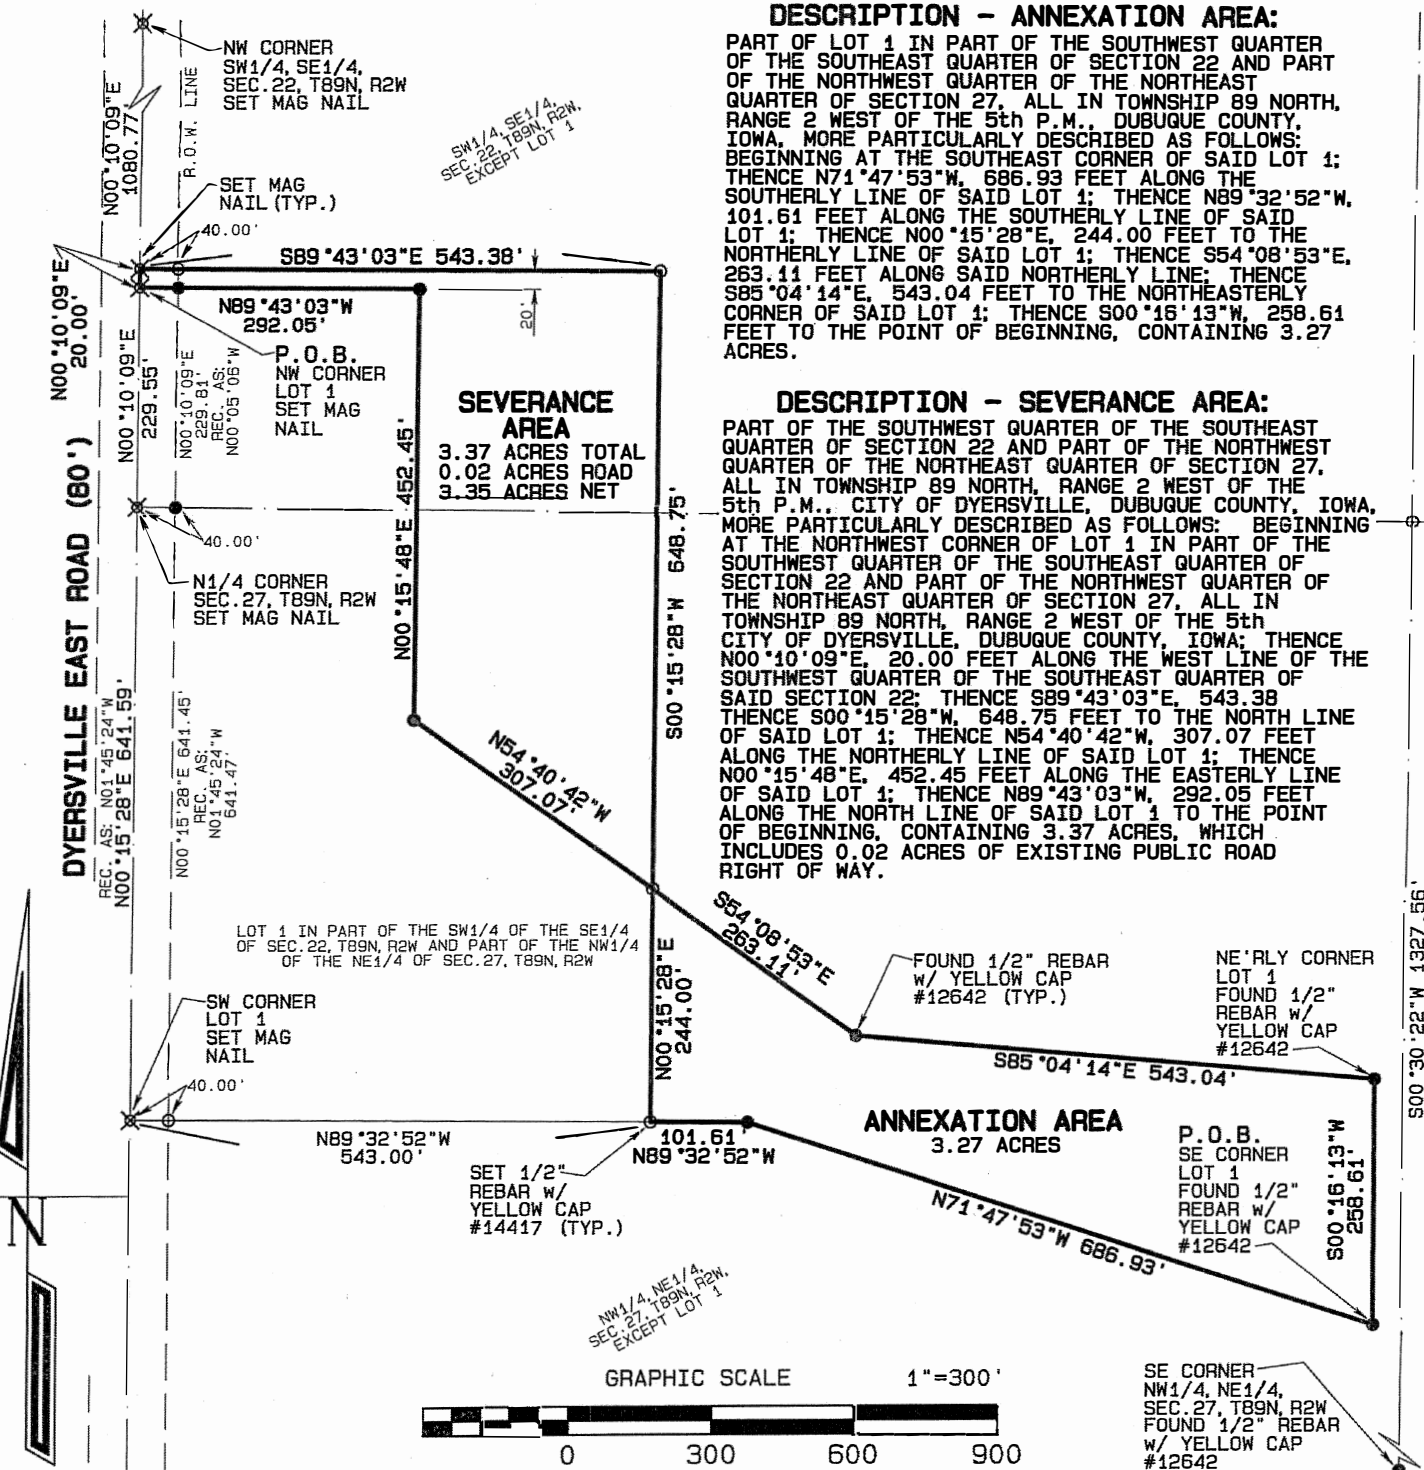 NW CORNER
SW1/4, SE1/4,
SEC.22, T89N, R2W
SET MAG NAIL
N00°10'09"E
1080.77'
R.O.W. LINE
SW1/4, SE1/4,
SEC.22, T89N, R2W,
EXCEPT LOT 1
SET MAG
NAIL (TYP.)
40.00'
S89°43'03"E 543.38'
N89°43'03"W
292.05'
20'
N00°10'09"E
20.00'
P.O.B.
NW CORNER
LOT 1
SET MAG
NAIL
N00°10'09"E
229.55'
N00°10'09"E
229.81'
REC. AS:
N00°05'06"W
SEVERANCE
AREA
3.37 ACRES TOTAL
0.02 ACRES ROAD
3.35 ACRES NET
N00°15'48"E 452.45'
S00°15'28"W 648.75'
40.00'
N1/4 CORNER
SEC.27, T89N, R2W
SET MAG NAIL
DYERSVILLE EAST ROAD (80')
REC. AS: N01°45'24"W
N00°15'28"E 641.59'
N00°15'28"E 641.45'
REC. AS:
N01°45'24"W
641.47'
N54°40'42"W
307.07'
LOT 1 IN PART OF THE SW1/4 OF THE SE1/4
OF SEC.22, T89N, R2W AND PART OF THE NW1/4
OF THE NE1/4 OF SEC.27, T89N, R2W
SW CORNER
LOT 1
SET MAG
NAIL
40.00'
N89°32'52"W
543.00'
N00°15'28"E
244.00'
S54°08'53"E
263.11'
FOUND 1/2" REBAR
W/ YELLOW CAP
#12642 (TYP.)
NE'RLY CORNER
LOT 1
FOUND 1/2"
REBAR W/
YELLOW CAP
#12642
S85°04'14"E 543.04'
S00°30'22"W 1327.56'
101.61'
N89°32'52"W
ANNEXATION AREA
3.27 ACRES
SET 1/2"
REBAR W/
YELLOW CAP
#14417 (TYP.)
N71°47'53"W 686.93'
P.O.B.
SE CORNER
LOT 1
FOUND 1/2"
REBAR W/
YELLOW CAP
#12642
S00°16'13"W
258.61'
NW1/4, NE1/4,
SEC.27, T89N, R2W,
EXCEPT LOT 1
N
GRAPHIC SCALE 1"=300'
0 300 600 900
SE CORNER
NW1/4, NE1/4,
SEC.27, T89N, R2W
FOUND 1/2" REBAR
W/ YELLOW CAP
#12642
DESCRIPTION - ANNEXATION AREA:
PART OF LOT 1 IN PART OF THE SOUTHWEST QUARTER
OF THE SOUTHEAST QUARTER OF SECTION 22 AND PART
OF THE NORTHWEST QUARTER OF THE NORTHEAST
QUARTER OF SECTION 27, ALL IN TOWNSHIP 89 NORTH,
RANGE 2 WEST OF THE 5th P.M., DUBUQUE COUNTY,
IOWA, MORE PARTICULARLY DESCRIBED AS FOLLOWS:
BEGINNING AT THE SOUTHEAST CORNER OF SAID LOT 1;
THENCE N71°47'53"W, 686.93 FEET ALONG THE
SOUTHERLY LINE OF SAID LOT 1; THENCE N89°32'52"W,
101.61 FEET ALONG THE SOUTHERLY LINE OF SAID
LOT 1; THENCE N00°15'28"E, 244.00 FEET TO THE
NORTHERLY LINE OF SAID LOT 1; THENCE S54°08'53"E,
263.11 FEET ALONG SAID NORTHERLY LINE; THENCE
S85°04'14"E, 543.04 FEET TO THE NORTHEASTERLY
CORNER OF SAID LOT 1; THENCE S00°16'13"W, 258.61
FEET TO THE POINT OF BEGINNING, CONTAINING 3.27
ACRES.
DESCRIPTION - SEVERANCE AREA:
PART OF THE SOUTHWEST QUARTER OF THE SOUTHEAST
QUARTER OF SECTION 22 AND PART OF THE NORTHWEST
QUARTER OF THE NORTHEAST QUARTER OF SECTION 27,
ALL IN TOWNSHIP 89 NORTH, RANGE 2 WEST OF THE
5th P.M., CITY OF DYERSVILLE, DUBUQUE COUNTY, IOWA,
MORE PARTICULARLY DESCRIBED AS FOLLOWS: BEGINNING
AT THE NORTHWEST CORNER OF LOT 1 IN PART OF THE
SOUTHWEST QUARTER OF THE SOUTHEAST QUARTER OF
SECTION 22 AND PART OF THE NORTHWEST QUARTER OF
THE NORTHEAST QUARTER OF SECTION 27, ALL IN
TOWNSHIP 89 NORTH, RANGE 2 WEST OF THE 5th
CITY OF DYERSVILLE, DUBUQUE COUNTY, IOWA; THENCE
N00°10'09"E, 20.00 FEET ALONG THE WEST LINE OF THE
SOUTHWEST QUARTER OF THE SOUTHEAST QUARTER OF
SAID SECTION 22; THENCE S89°43'03"E, 543.38
THENCE S00°15'28"W, 648.75 FEET TO THE NORTH LINE
OF SAID LOT 1; THENCE N54°40'42"W, 307.07 FEET
ALONG THE NORTHERLY LINE OF SAID LOT 1; THENCE
N00°15'48"E, 452.45 FEET ALONG THE EASTERLY LINE
OF SAID LOT 1; THENCE N89°43'03"W, 292.05 FEET
ALONG THE NORTH LINE OF SAID LOT 1 TO THE POINT
OF BEGINNING, CONTAINING 3.37 ACRES, WHICH
INCLUDES 0.02 ACRES OF EXISTING PUBLIC ROAD
RIGHT OF WAY.